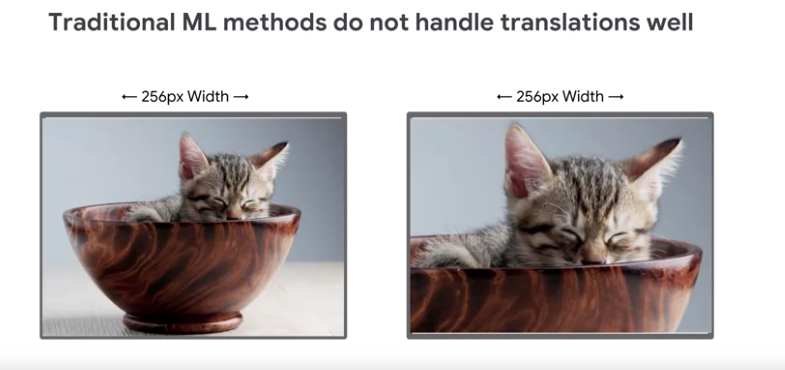 Traditional ML methods do not handle translations well
← 256px Width →
← 256px Width →